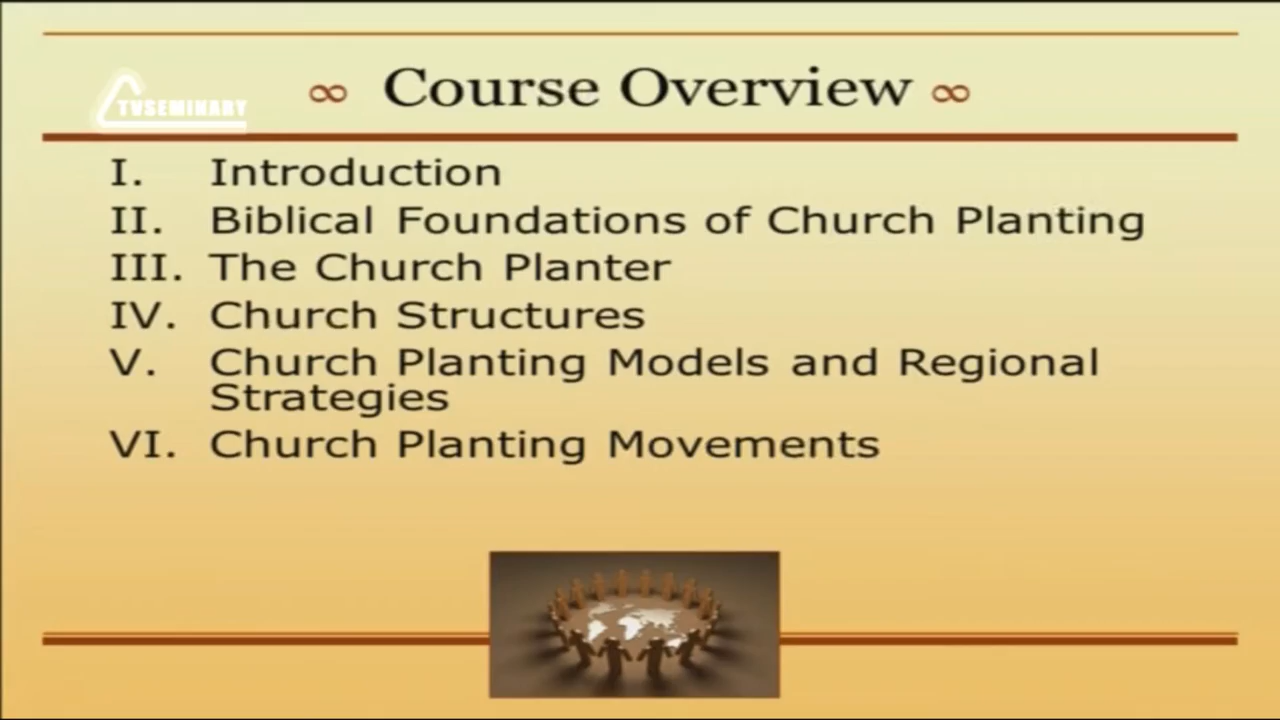 TVSEMINARY
∞ Course Overview ∞
I. Introduction
II. Biblical Foundations of Church Planting
III. The Church Planter
IV. Church Structures
V. Church Planting Models and Regional
Strategies
VI. Church Planting Movements